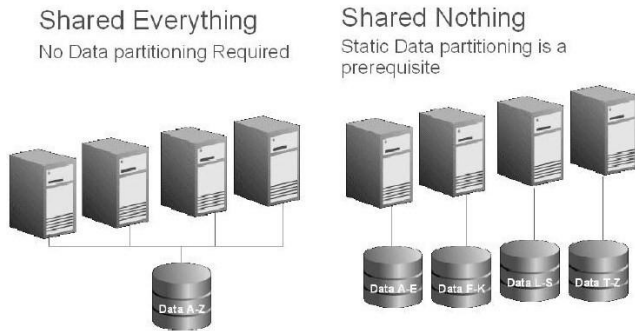 Shared Everything
No Data partitioning Required
Shared Nothing
Static Data partitioning is a
prerequisite
Data A-Z
Data A-E
Data F-K
Data L-S
Data T-Z